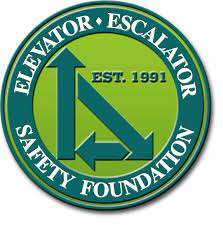 ELEVATOR • ESCALATOR
EST. 1991
SAFETY FOUNDATION